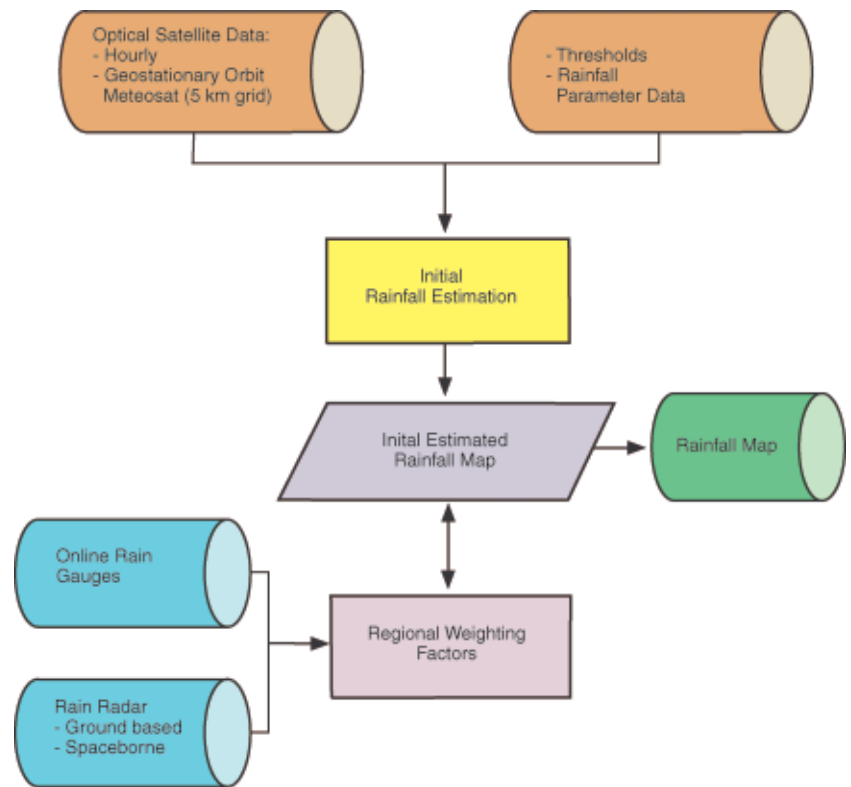 Optical Satellite Data:
- Hourly
- Geostationary Orbit
Meteosat (5 km grid)
- Thresholds
- Rainfall
Parameter Data
Initial
Rainfall Estimation
Inital Estimated
Rainfall Map
Rainfall Map
Online Rain
Gauges
Regional Weighting
Factors
Rain Radar
- Ground based
- Spaceborne